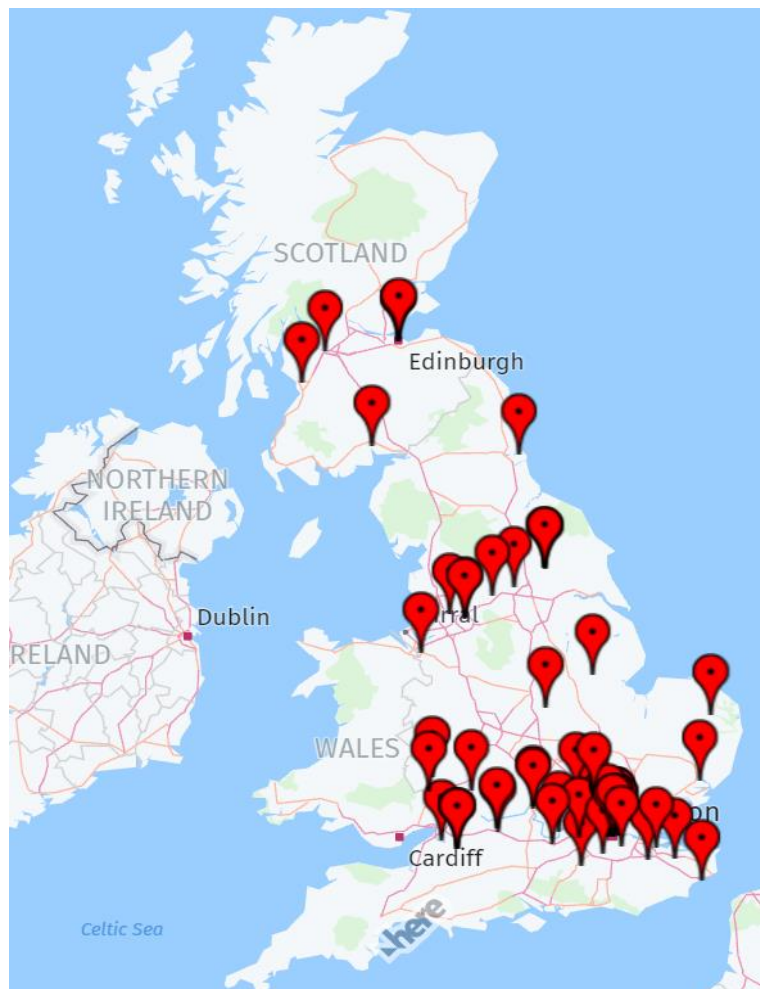 SCOTLAND
Edinburgh
NORTHERN
IRELAND
Dublin
RELAND
WALES
Cardiff
Celtic Sea
here